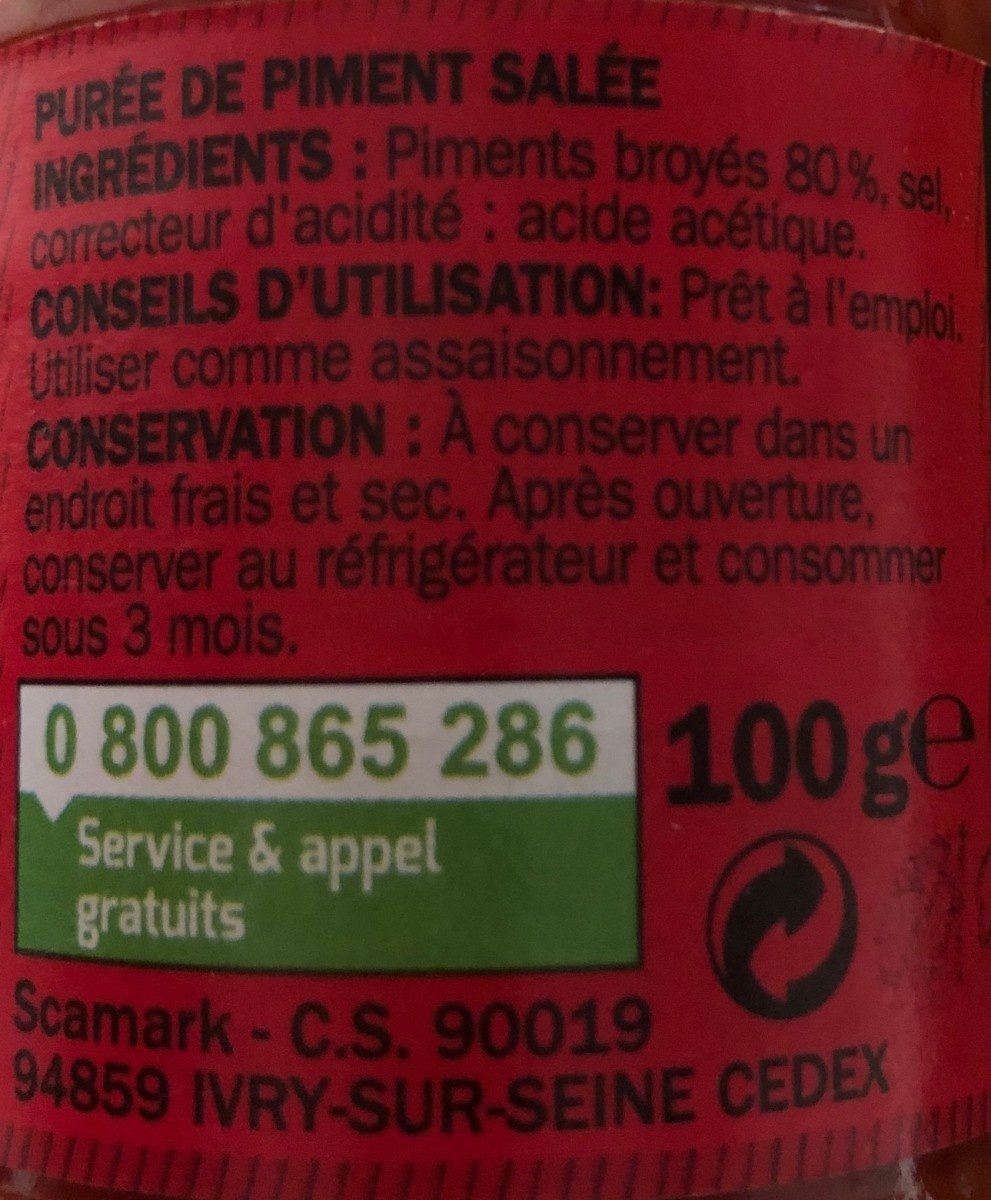 PURÉE DE PIMENT SALÉE
INGRÉDIENTS : Piments broyés 80%, sel,
correcteur d'acidité : acide acétique.
CONSEILS D'UTILISATION: Prêt à l'emploi.
Utiliser comme assaisonnement.
CONSERVATION : À conserver dans un
endroit frais et sec. Après ouverture,
conserver au réfrigérateur et consommer
sous 3 mois.
0 800 865 286
Service & appel
gratuits
100ge
Scamark - C.S. 90019
94859 IVRY-SUR-SEINE CEDEX